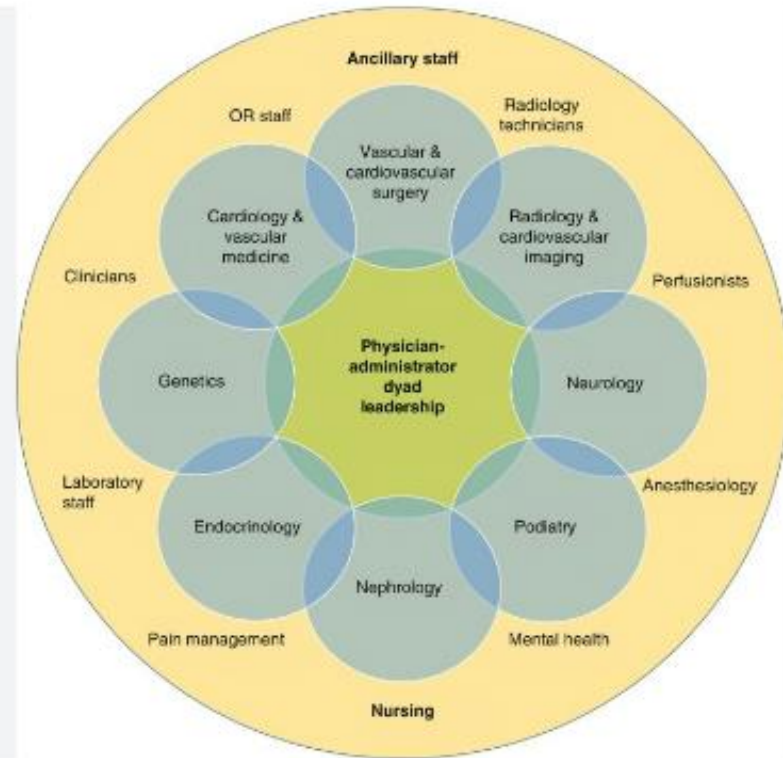 Ancillary staff
OR staff
Radiology
technicians
Vascular &
cardiovascular
surgery
Cardiology &
vascular
medicine
Radiology &
cardiovascular
imaging
Clinicians
Perfusionists
Physician-
administrator
dyad
leadership
Genetics
Neurology
Laboratory
staff
Anesthesiology
Endocrinology
Podiatry
Nephrology
Pain management
Mental health
Nursing